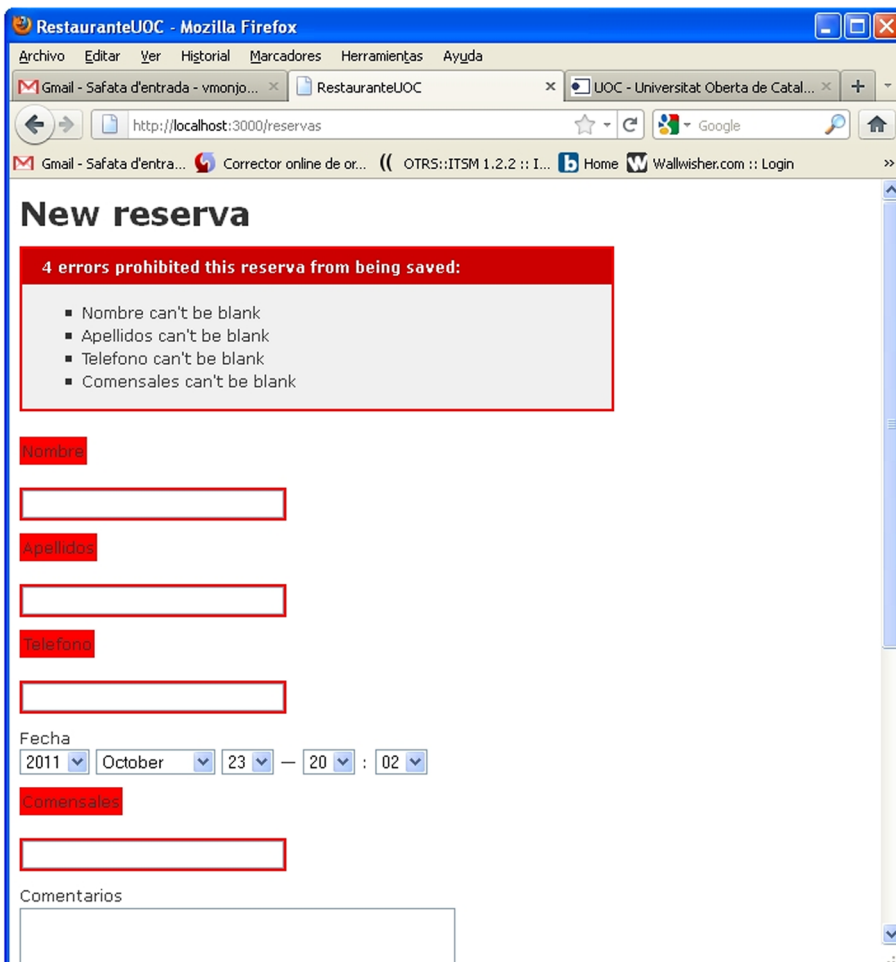 RestauranteUOC - Mozilla Firefox
Archivo Editar Ver Historial Marcadores Herramientas Ayuda
Gmail - Safata d'entrada - vmonjo... RestauranteUOC UOC - Universitat Oberta de Catal...
http://localhost:3000/reservas Google
Gmail - Safata d'entra... Corrector online de or... OTRS::ITSM 1.2.2 :: I... Home Wallwisher.com :: Login »
New reserva
4 errors prohibited this reserva from being saved:
Nombre can't be blank
Apellidos can't be blank
Telefono can't be blank
Comensales can't be blank
Nombre
Apellidos
Telefono
Fecha
2011 October 23 — 20 : 02
Comensales
Comentarios